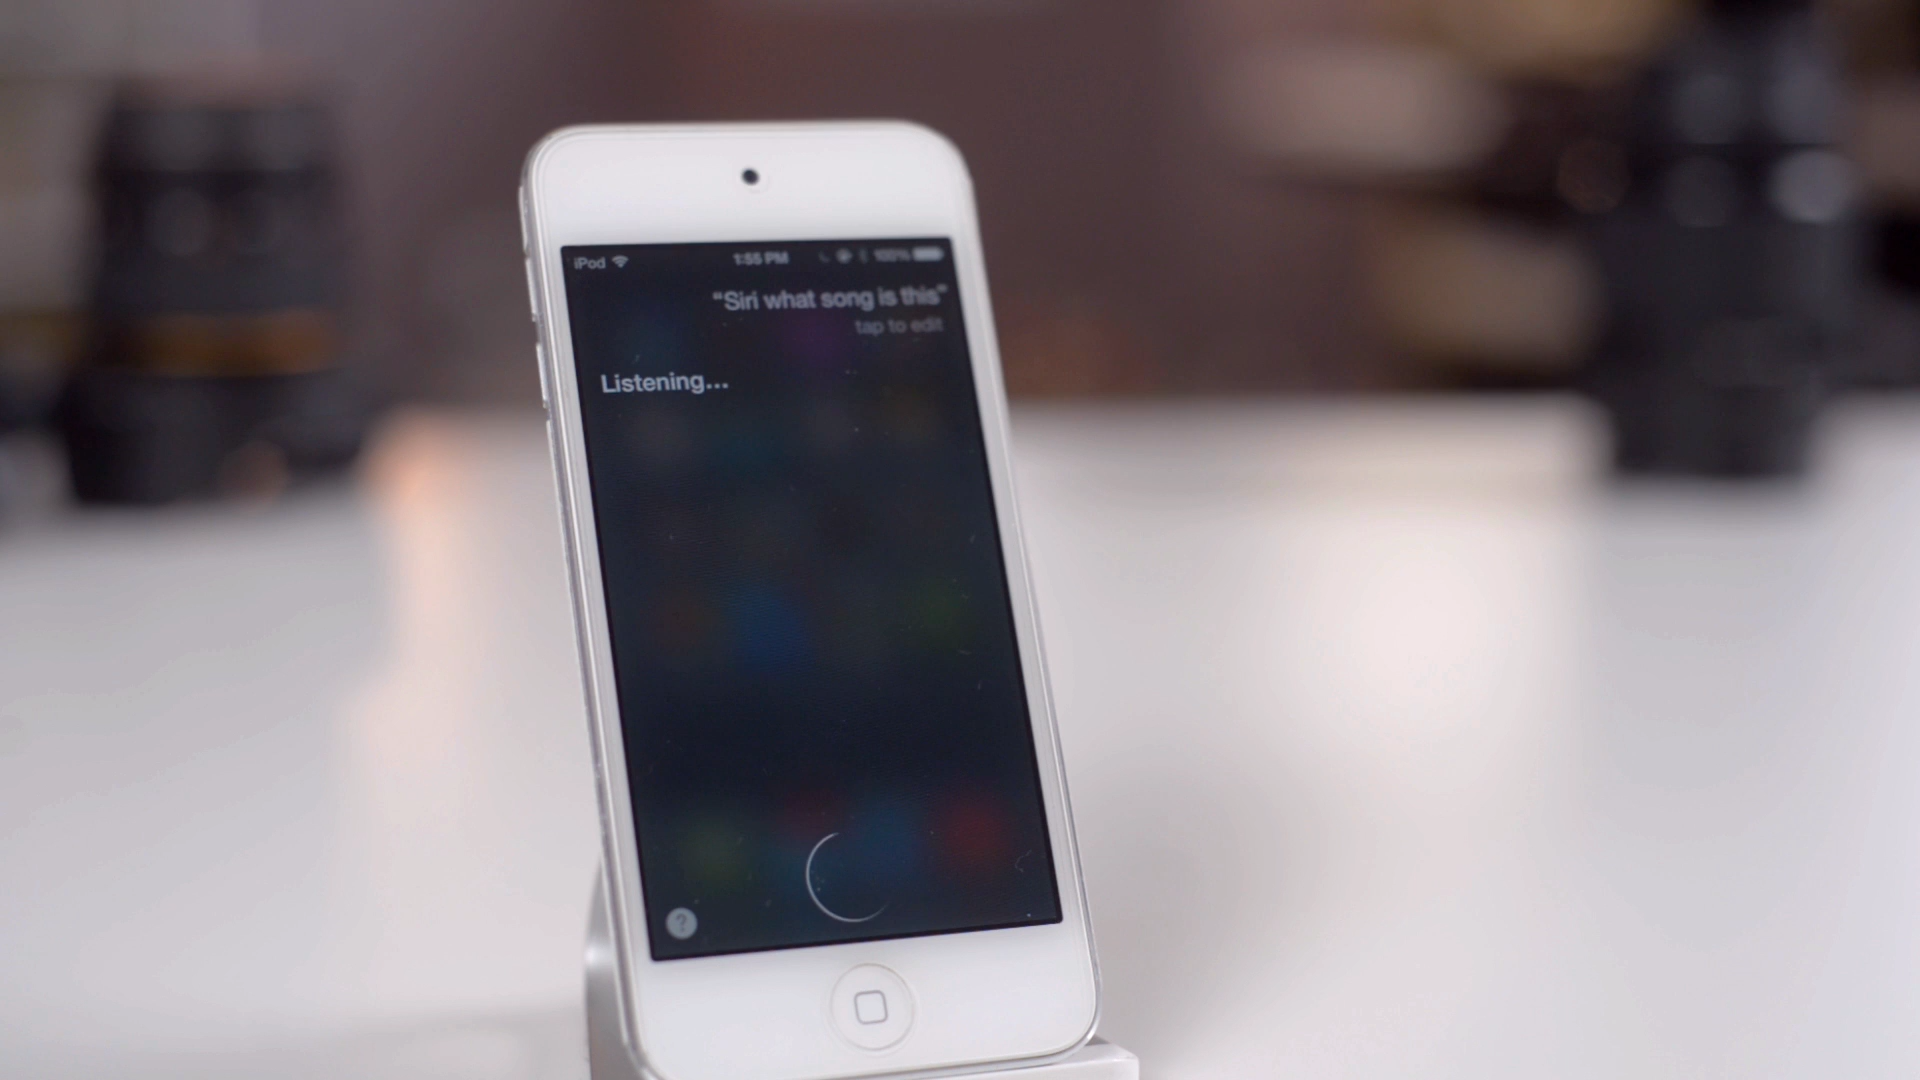 iPod 1:55 PM 100%
“Siri what song is this”
tap to edit
Listening...
?